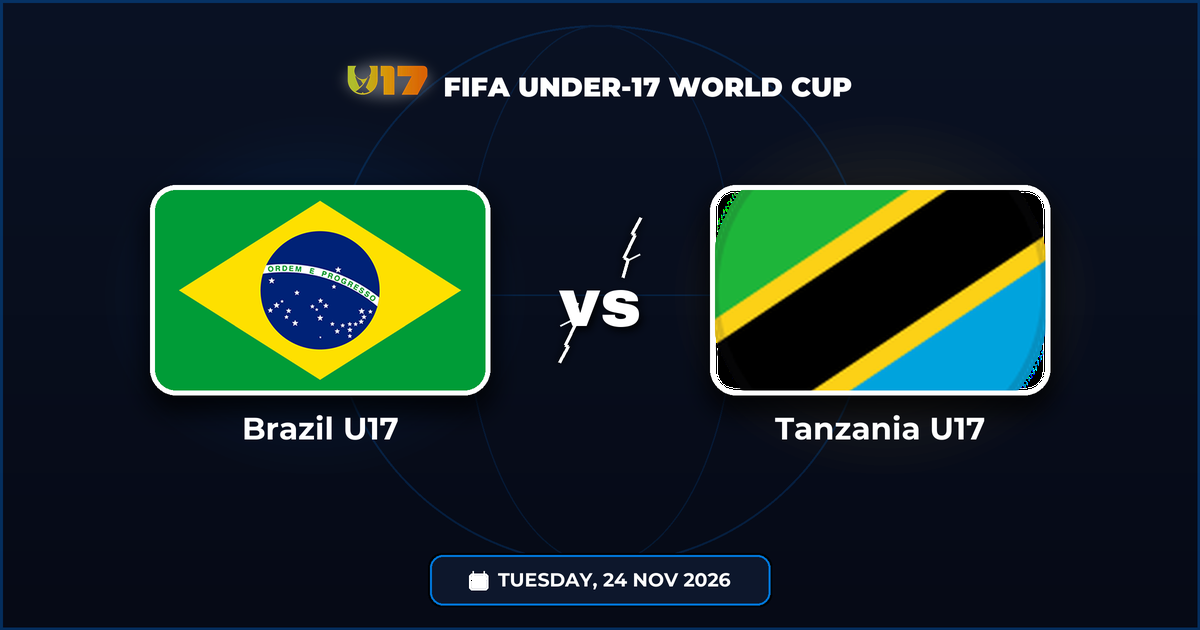 U17 FIFA UNDER-17 WORLD CUP
ORDEM E PROGRESSO
VS
Brazil U17
Tanzania U17
TUESDAY, 24 NOV 2026